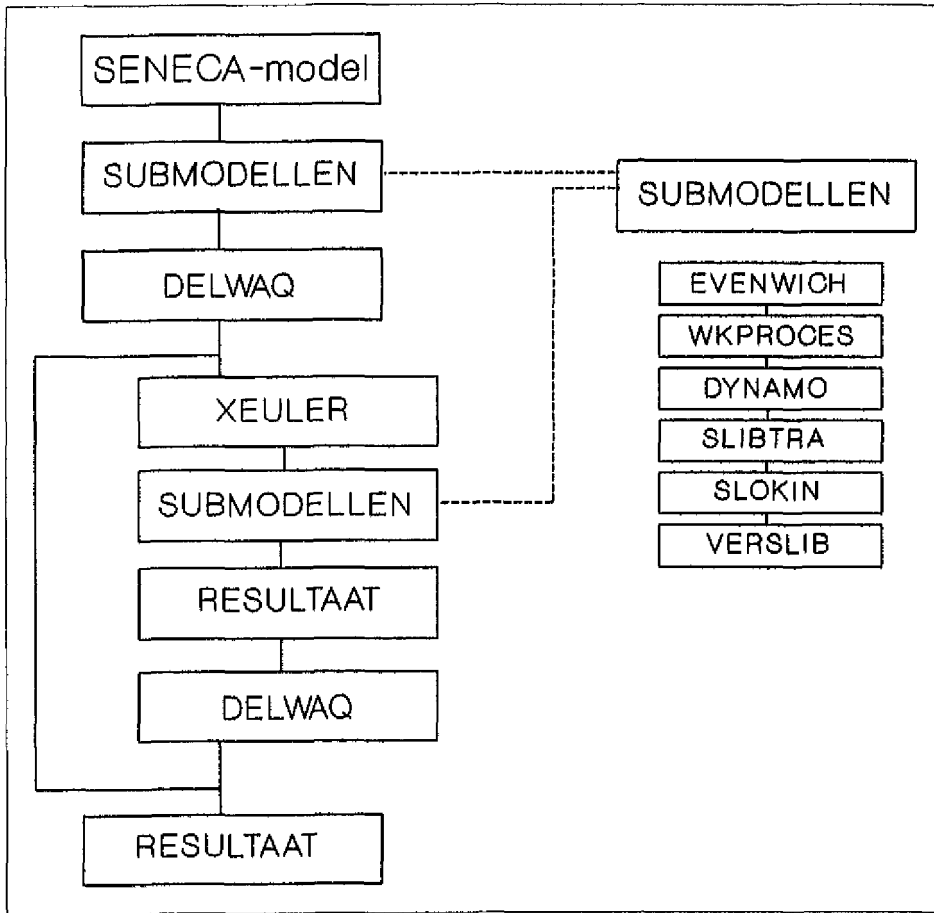 SENECA-model
SUBMODELLEN
DELWAQ
XEULER
SUBMODELLEN
RESULTAAT
DELWAQ
RESULTAAT
SUBMODELLEN
EVENWICH
WKPROCES
DYNAMO
SLIBTRA
SLOKIN
VERSLIB